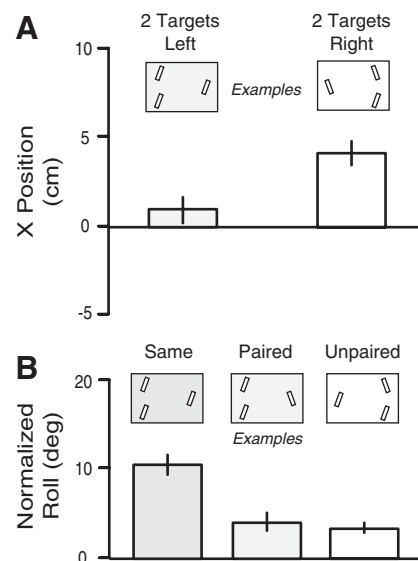 A
2 Targets
Left
2 Targets
Right
Examples
X Position
(cm)
10
5
0
-5
B
Same
Paired
Unpaired
Examples
Normalized
Roll (deg)
20
10
0